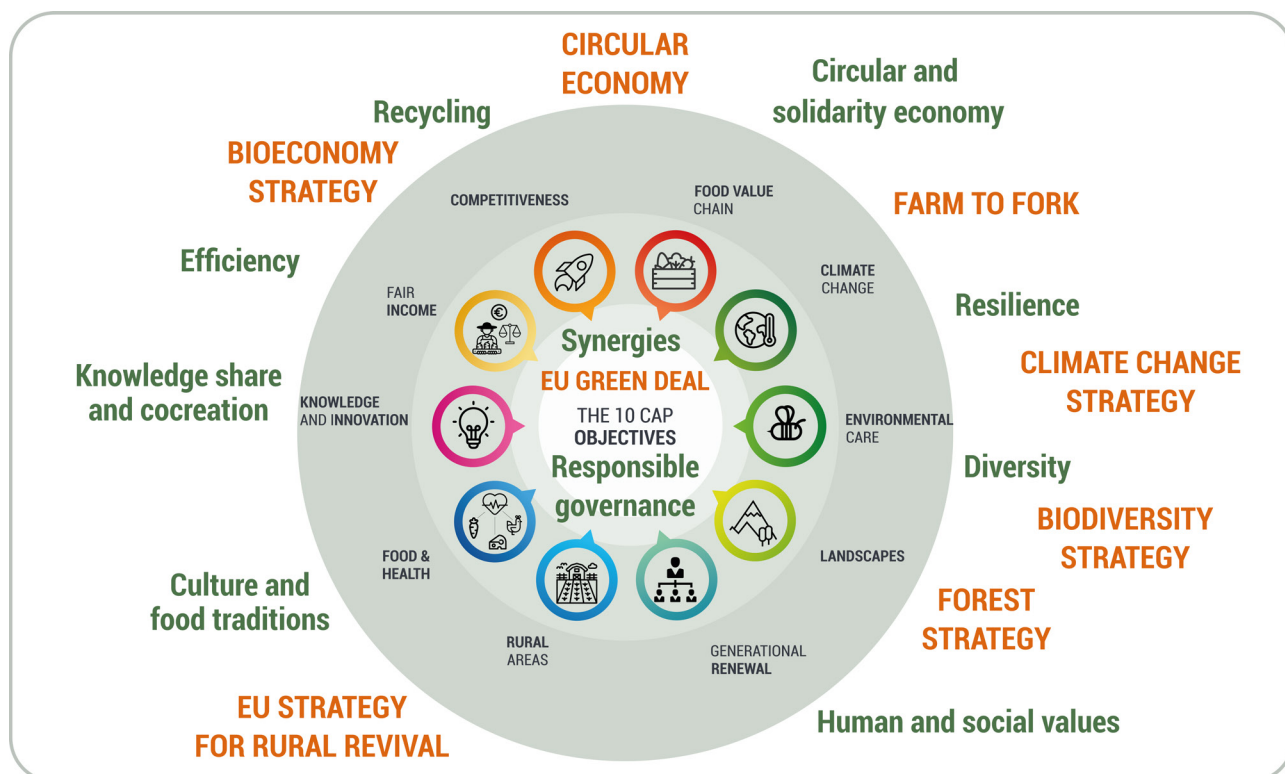 CIRCULAR
ECONOMY
Circular and
solidarity economy
Recycling
BIOECONOMY
STRATEGY
COMPETITIVENESS
FOOD VALUE
CHAIN
FARM TO FORK
Efficiency
FAIR
INCOME
CLIMATE
CHANGE
Resilience
Synergies
EU GREEN DEAL
THE 10 CAP
OBJECTIVES
Responsible
governance
Knowledge share
and cocreation
KNOWLEDGE
AND INNOVATION
ENVIRONMENTAL
CARE
CLIMATE CHANGE
STRATEGY
Diversity
BIODIVERSITY
STRATEGY
FOOD &
HEALTH
LANDSCAPES
Culture and
food traditions
FOREST
STRATEGY
RURAL
AREAS
GENERATIONAL
RENEWAL
EU STRATEGY
FOR RURAL REVIVAL
Human and social values